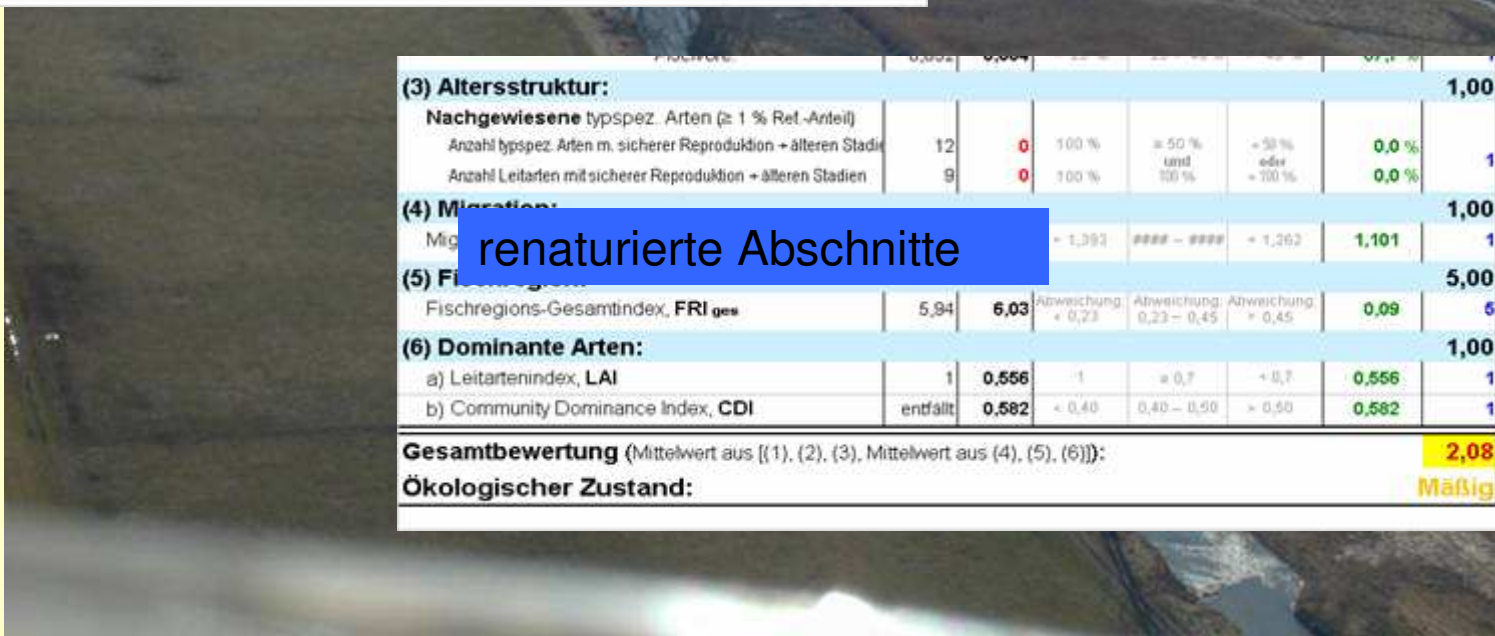 (3) Altersstruktur: 1,00
Nachgewiesene typspez. Arten (≥ 1 % Ref.-Anteil)
Anzahl typspez. Arten m. sicherer Reproduktion + älteren Stadie 12 0 100 % ≥ 50 % < 50 % 0,0 %
und oder 1
Anzahl Leitarten mit sicherer Reproduktion + älteren Stadien 9 0 100 % 100 % < 100 % 0,0 %
(4) Migration: 1,00
Mig > 1,393 #### – #### < 1,262 1,101 1
renaturierte Abschnitte
(5) Fischregion: 5,00
Fischregions-Gesamtindex, FRI ges 5,94 6,03 Abweichung < 0,23 Abweichung 0,23 – 0,45 Abweichung > 0,45 0,09 5
(6) Dominante Arten: 1,00
a) Leitartenindex, LAI 1 0,556 1 ≥ 0,7 < 0,7 0,556 1
b) Community Dominance Index, CDI entfällt 0,582 < 0,40 0,40 – 0,50 > 0,50 0,582 1
Gesamtbewertung (Mittelwert aus [(1), (2), (3), Mittelwert aus (4), (5), (6)]): 2,08
Ökologischer Zustand: Mäßig